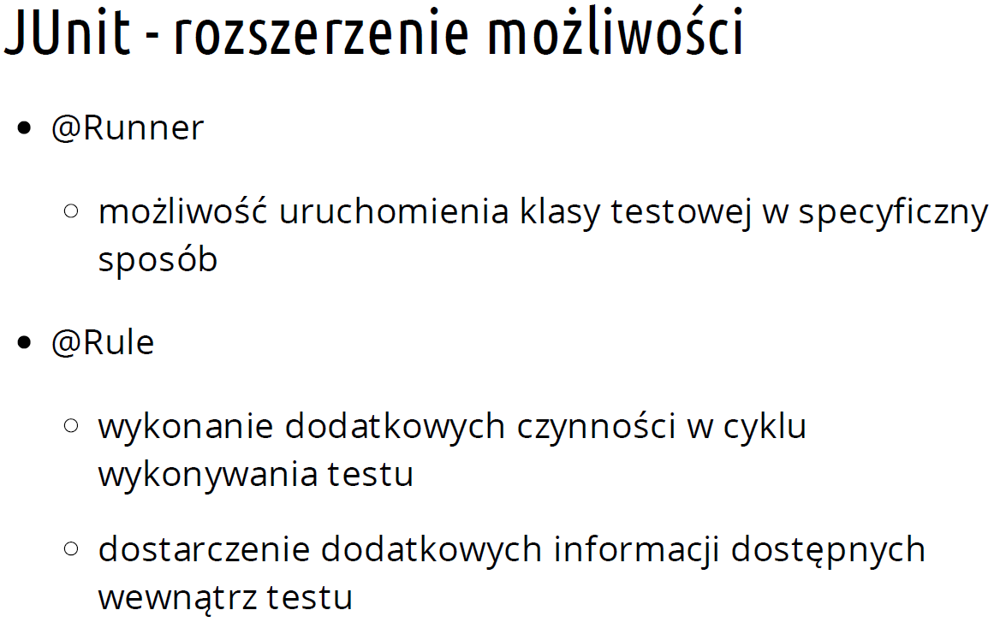 JUnit - rozszerzenie możliwości
@Runner
możliwość uruchomienia klasy testowej w specyficzny
sposób
@Rule
wykonanie dodatkowych czynności w cyklu
wykonywania testu
dostarczenie dodatkowych informacji dostępnych
wewnątrz testu